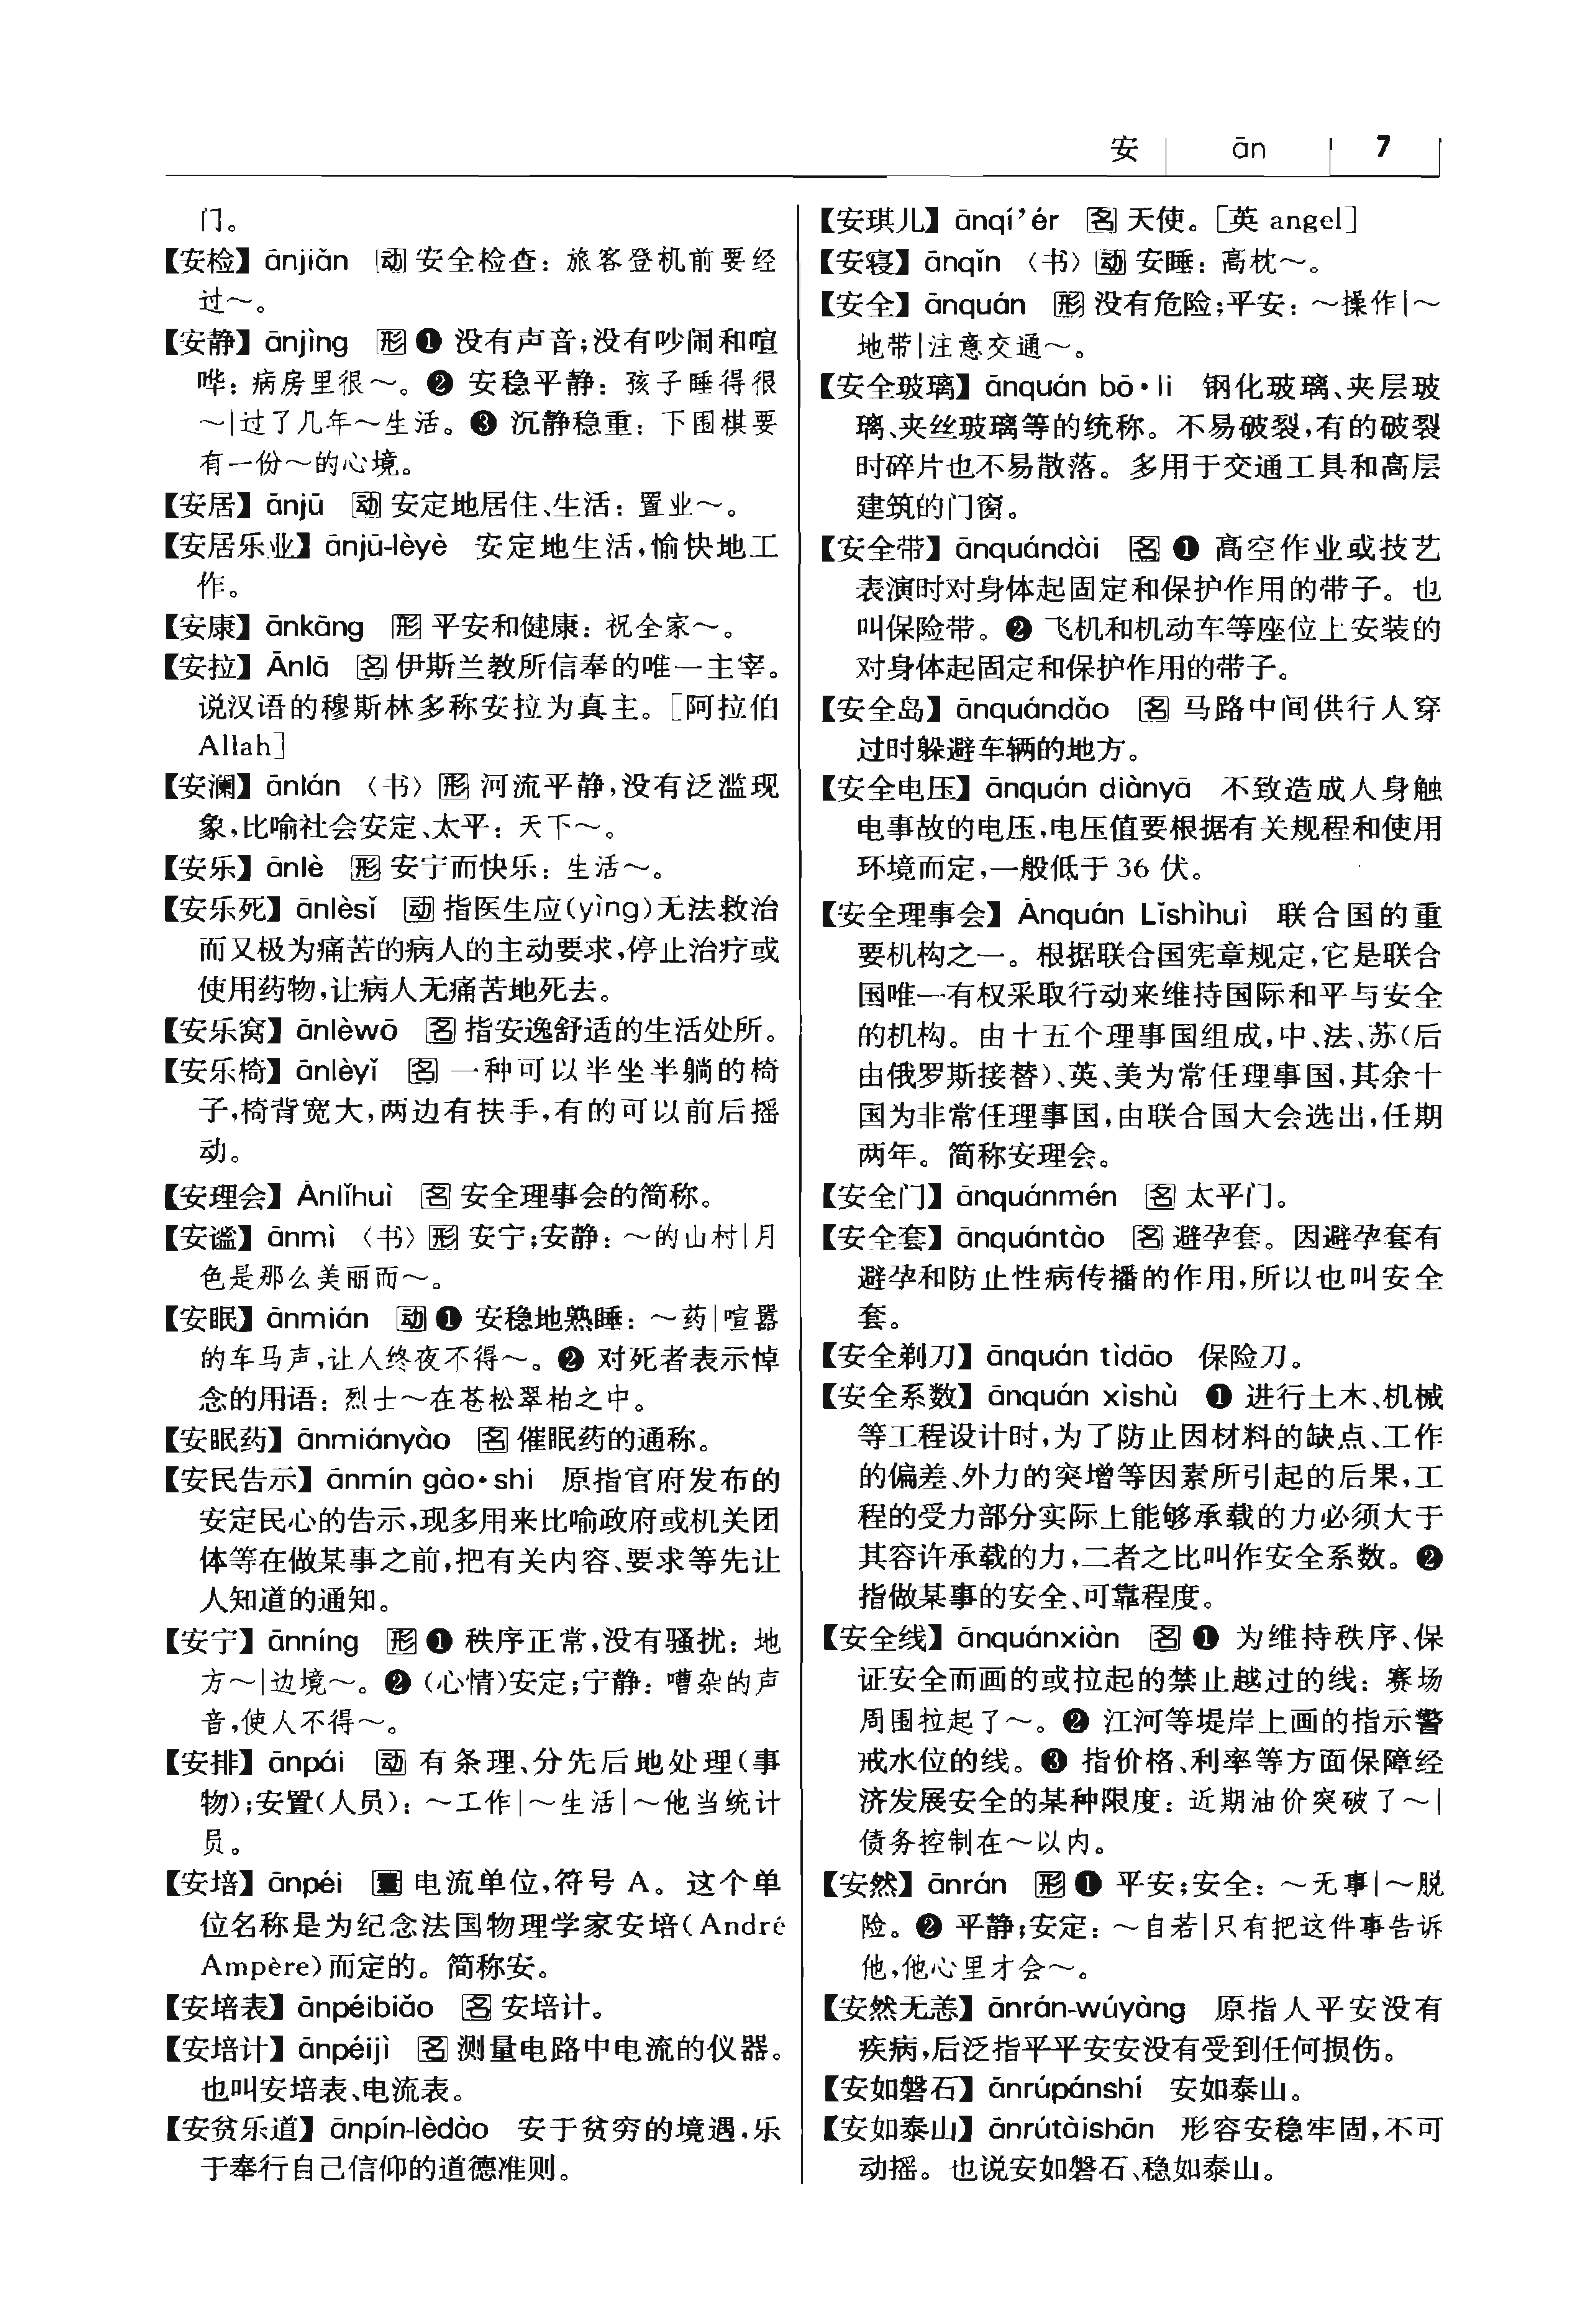 安 ān 7
门。
【安检】ānjiǎn 动 安全检查：旅客登机前要经
过～。
【安静】ānjìng 形 ❶ 没有声音；没有吵闹和喧
哗：病房里很～。❷ 安稳平静：孩子睡得很
～|过了几年～生活。❸ 沉静稳重：下围棋要
有一份～的心境。
【安居】ānjū 动 安定地居住、生活：置业～。
【安居乐业】ānjū-lèyè 安定地生活，愉快地工
作。
【安康】ānkāng 形 平安和健康：祝全家～。
【安拉】Ānlā 名 伊斯兰教所信奉的唯一主宰。
说汉语的穆斯林多称安拉为真主。［阿拉伯
Allah］
【安澜】ānlán 〈书〉形 河流平静，没有泛滥现
象，比喻社会安定、太平：天下～。
【安乐】ānlè 形 安宁而快乐：生活～。
【安乐死】ānlèsǐ 动 指医生应(yìng)无法救治
而又极为痛苦的病人的主动要求，停止治疗或
使用药物，让病人无痛苦地死去。
【安乐窝】ānlèwō 名 指安逸舒适的生活处所。
【安乐椅】ānlèyǐ 名 一种可以半坐半躺的椅
子，椅背宽大，两边有扶手，有的可以前后摇
动。
【安理会】Ānlǐhuì 名 安全理事会的简称。
【安谧】ānmì 〈书〉形 安宁；安静：～的山村|月
色是那么美丽而～。
【安眠】ānmián 动 ❶ 安稳地熟睡：～药|喧嚣
的车马声，让人终夜不得～。❷ 对死者表示悼
念的用语：烈士～在苍松翠柏之中。
【安眠药】ānmiányào 名 催眠药的通称。
【安民告示】ānmín gào·shi 原指官府发布的
安定民心的告示，现多用来比喻政府或机关团
体等在做某事之前，把有关内容、要求等先让
人知道的通知。
【安宁】ānníng 形 ❶ 秩序正常，没有骚扰：地
方～|边境～。❷（心情）安定；宁静：嘈杂的声
音，使人不得～。
【安排】ānpái 动 有条理、分先后地处理（事
物）；安置（人员）：～工作|～生活|～他当统计
员。
【安培】ānpéi 量 电流单位，符号 A。这个单
位名称是为纪念法国物理学家安培（André
Ampère）而定的。简称安。
【安培表】ānpéibiǎo 名 安培计。
【安培计】ānpéijì 名 测量电路中电流的仪器。
也叫安培表、电流表。
【安贫乐道】ānpín-lèdào 安于贫穷的境遇，乐
于奉行自己信仰的道德准则。
【安琪儿】ānqí’ér 名 天使。［英 angel］
【安寝】ānqǐn 〈书〉动 安睡：高枕～。
【安全】ānquán 形 没有危险；平安：～操作|～
地带|注意交通～。
【安全玻璃】ānquán bō·li 钢化玻璃、夹层玻
璃、夹丝玻璃等的统称。不易破裂，有的破裂
时碎片也不易散落。多用于交通工具和高层
建筑的门窗。
【安全带】ānquándài 名 ❶ 高空作业或技艺
表演时对身体起固定和保护作用的带子。也
叫保险带。❷ 飞机和机动车等座位上安装的
对身体起固定和保护作用的带子。
【安全岛】ānquándǎo 名 马路中间供行人穿
过时躲避车辆的地方。
【安全电压】ānquán diànyā 不致造成人身触
电事故的电压，电压值要根据有关规程和使用
环境而定，一般低于 36 伏。
【安全理事会】Ānquán Lǐshìhuì 联合国的重
要机构之一。根据联合国宪章规定，它是联合
国唯一有权采取行动来维持国际和平与安全
的机构。由十五个理事国组成，中、法、苏（后
由俄罗斯接替）、英、美为常任理事国，其余十
国为非常任理事国，由联合国大会选出，任期
两年。简称安理会。
【安全门】ānquánmén 名 太平门。
【安全套】ānquántào 名 避孕套。因避孕套有
避孕和防止性病传播的作用，所以也叫安全
套。
【安全剃刀】ānquán tìdāo 保险刀。
【安全系数】ānquán xìshù ❶ 进行土木、机械
等工程设计时，为了防止因材料的缺点、工作
的偏差、外力的突增等因素所引起的后果，工
程的受力部分实际上能够承载的力必须大于
其容许承载的力，二者之比叫作安全系数。❷
指做某事的安全、可靠程度。
【安全线】ānquánxiàn 名 ❶ 为维持秩序、保
证安全而画的或拉起的禁止越过的线：赛场
周围拉起了～。❷ 江河等堤岸上画的指示警
戒水位的线。❸ 指价格、利率等方面保障经
济发展安全的某种限度：近期油价突破了～|
债务控制在～以内。
【安然】ānrán 形 ❶ 平安；安全：～无事|～脱
险。❷ 平静；安定：～自若|只有把这件事告诉
他，他心里才会～。
【安然无恙】ānrán-wúyàng 原指人平安没有
疾病，后泛指平平安安没有受到任何损伤。
【安如磐石】ānrúpánshí 安如泰山。
【安如泰山】ānrútàishān 形容安稳牢固，不可
动摇。也说安如磐石、稳如泰山。